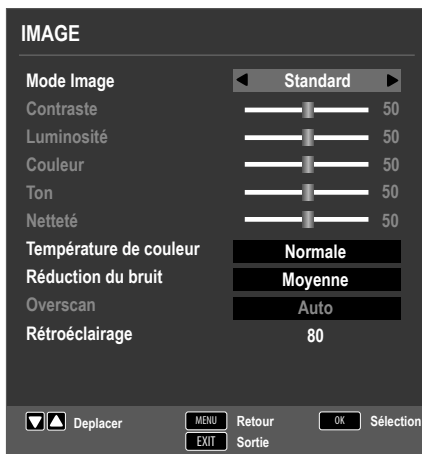 IMAGE
Mode Image Standard
Contraste 50
Luminosité 50
Couleur 50
Ton 50
Netteté 50
Température de couleur Normale
Réduction du bruit Moyenne
Overscan Auto
Rétroéclairage 80
Deplacer MENU Retour OK Sélection
EXIT Sortie